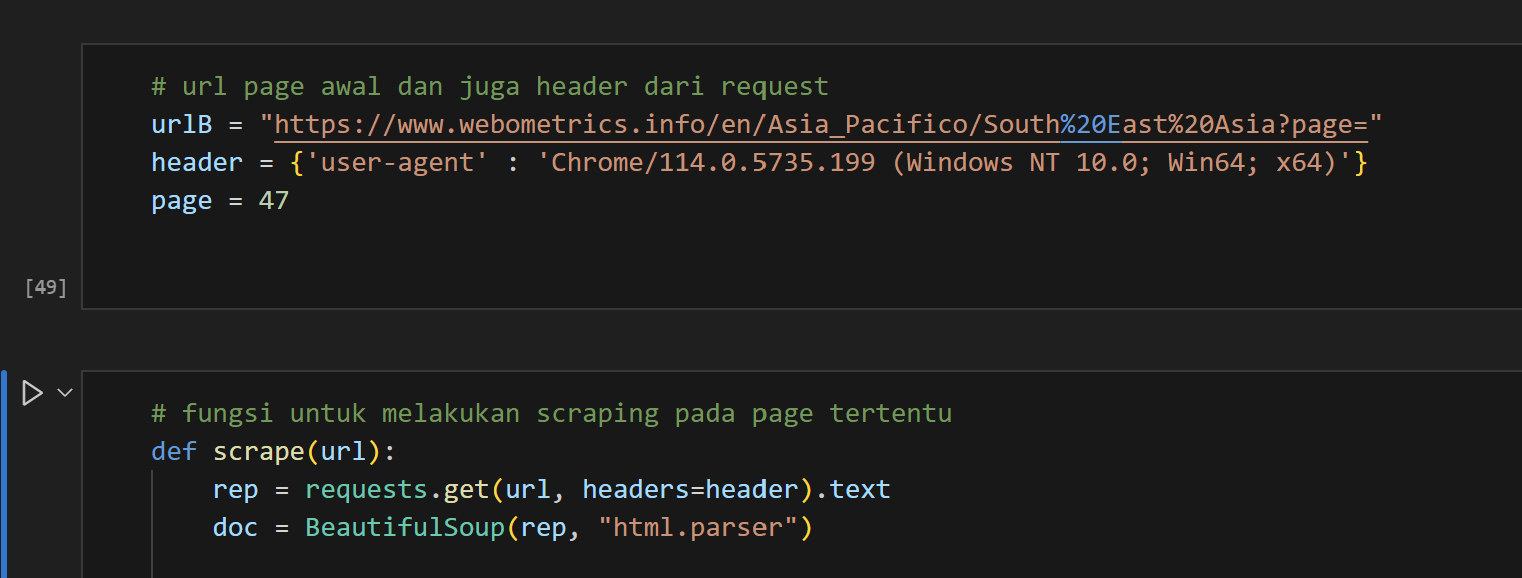 # url page awal dan juga header dari request
urlB = "https://www.webometrics.info/en/Asia_Pacifico/South%20East%20Asia?page="
header = {'user-agent' : 'Chrome/114.0.5735.199 (Windows NT 10.0; Win64; x64)'}
page = 47
[49]
# fungsi untuk melakukan scraping pada page tertentu
def scrape(url):
    rep = requests.get(url, headers=header).text
    doc = BeautifulSoup(rep, "html.parser")